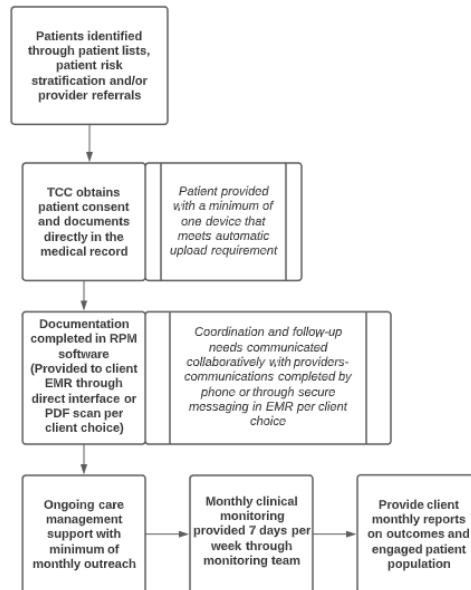 Patients identified
through patient lists,
patient risk
stratification and/or
provider referrals
TCC obtains
patient consent
and documents
directly in the
medical record
Patient provided
with a minimum of
one device that
meets automatic
upload requirement
Documentation
completed in RPM
software
(Provided to client
EMR through
direct interface or
PDF scan per
client choice)
Coordination and follow-up
needs communicated
collaboratively with providers-
communications completed by
phone or through secure
messaging in EMR per client
choice
Ongoing care
management
support with
minimum of
monthly outreach
Monthly clinical
monitoring
provided 7 days per
week through
monitoring team
Provide client
monthly reports
on outcomes and
engaged patient
population